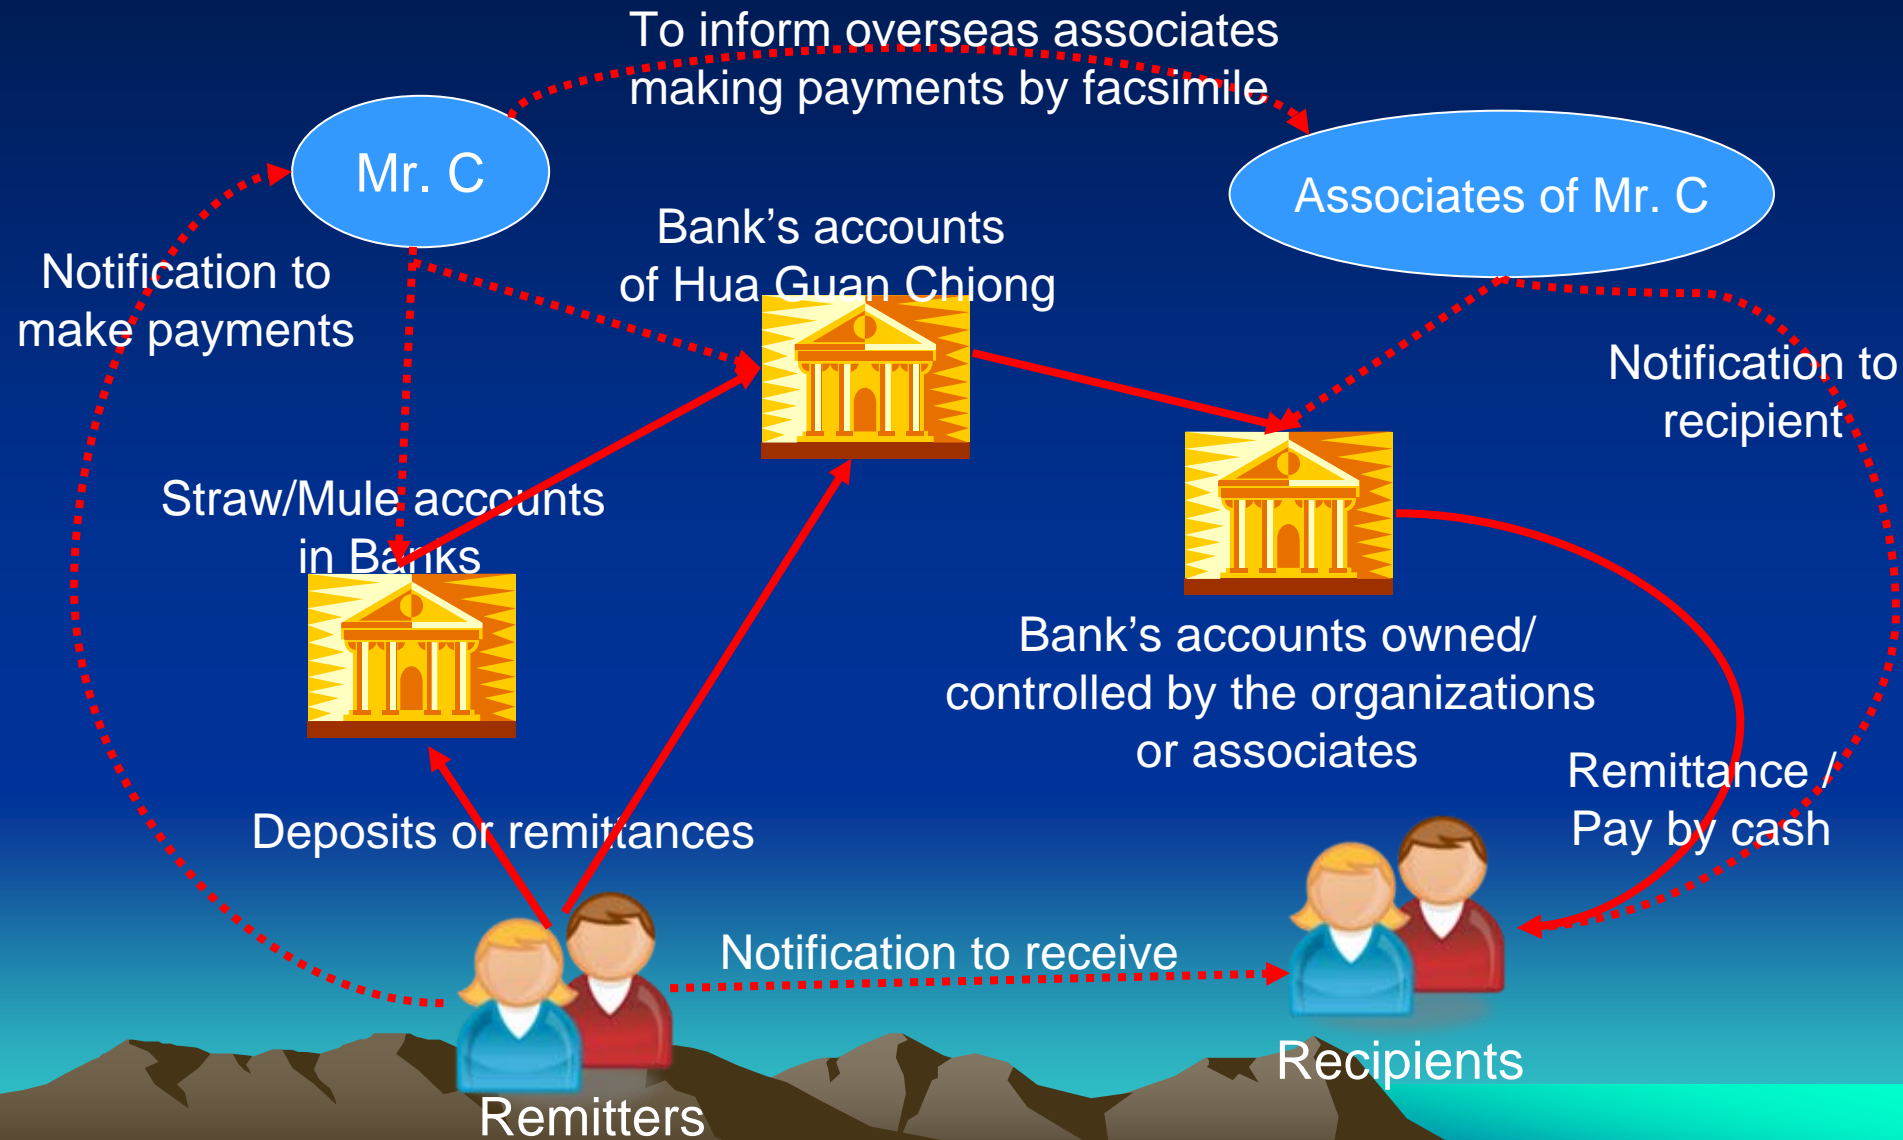 To inform overseas associates
making payments by facsimile
Mr. C
Associates of Mr. C
Bank’s accounts
of Hua Guan Chiong
Notification to
make payments
Notification to
recipient
Straw/Mule accounts
in Banks
Bank’s accounts owned/
controlled by the organizations
or associates
Remittance /
Pay by cash
Deposits or remittances
Notification to receive
Recipients
Remitters